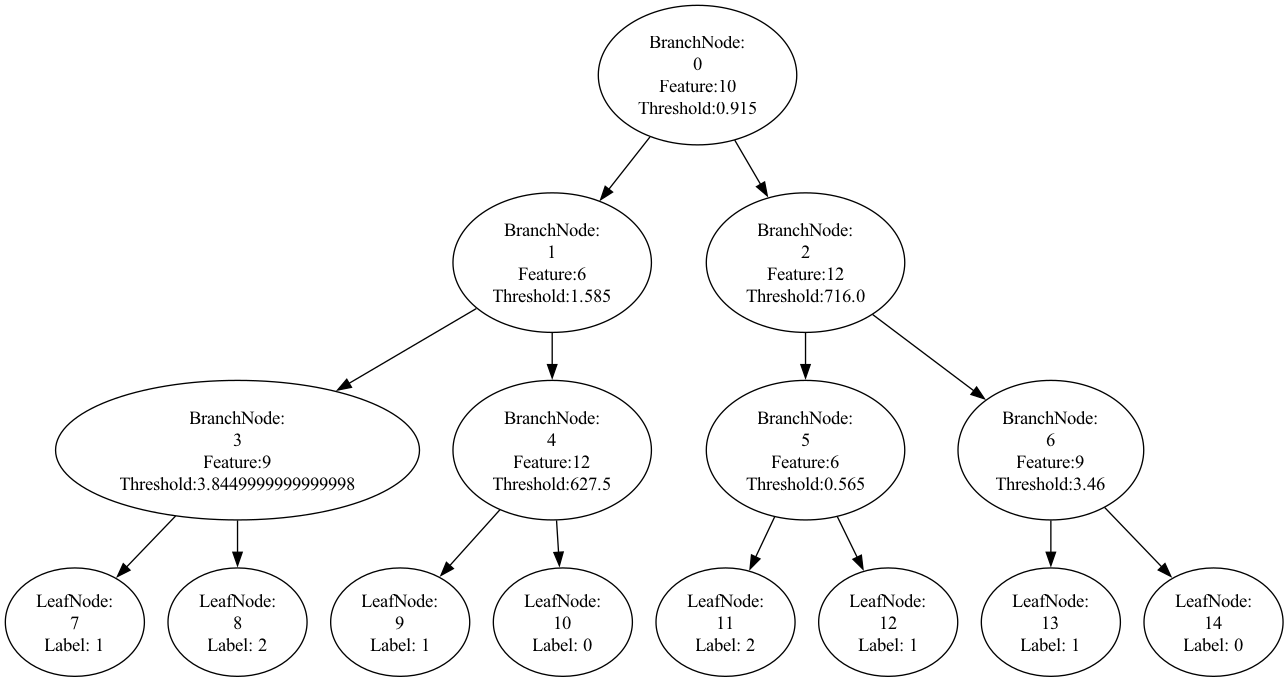 BranchNode:
0
Feature:10
Threshold:0.915
BranchNode:
1
Feature:6
Threshold:1.585
BranchNode:
2
Feature:12
Threshold:716.0
BranchNode:
3
Feature:9
Threshold:3.8449999999999998
BranchNode:
4
Feature:12
Threshold:627.5
BranchNode:
5
Feature:6
Threshold:0.565
BranchNode:
6
Feature:9
Threshold:3.46
LeafNode:
7
Label: 1
LeafNode:
8
Label: 2
LeafNode:
9
Label: 1
LeafNode:
10
Label: 0
LeafNode:
11
Label: 2
LeafNode:
12
Label: 1
LeafNode:
13
Label: 1
LeafNode:
14
Label: 0